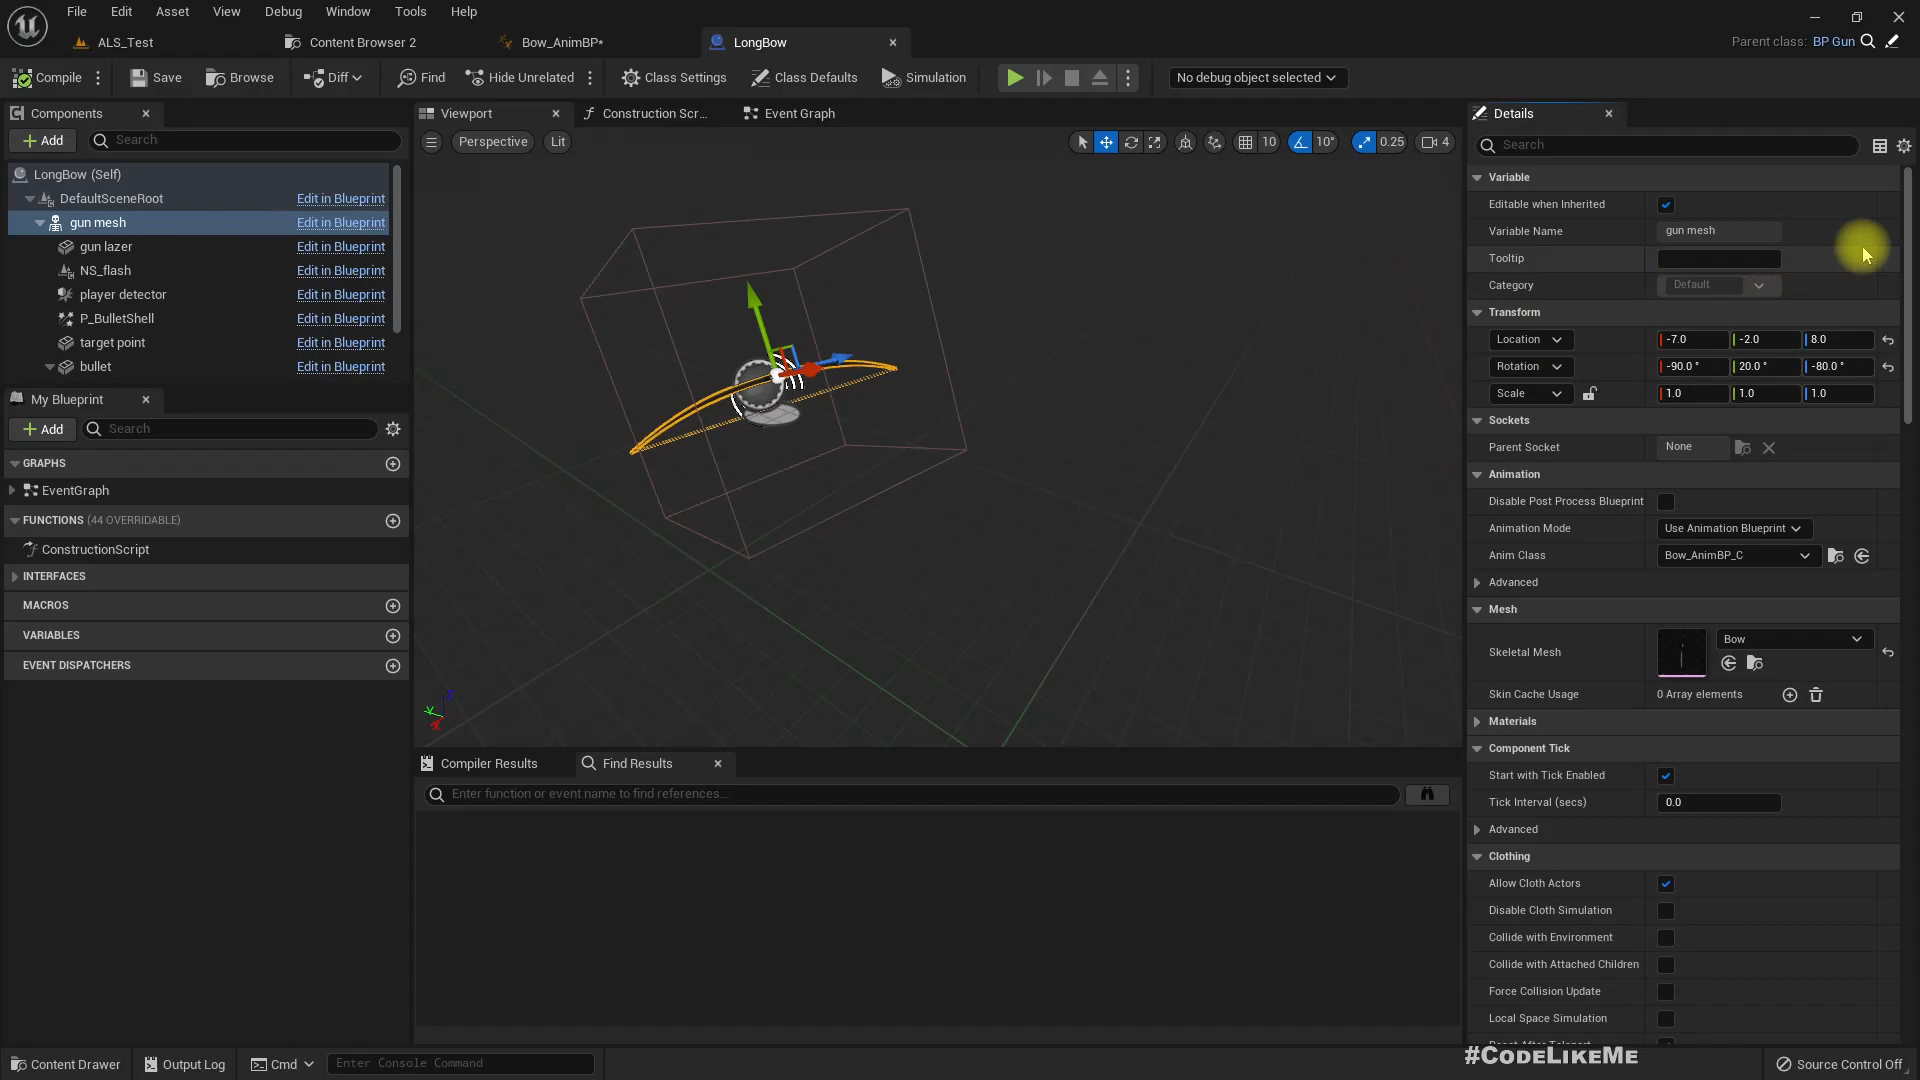 File Edit Asset View Debug Window Tools Help
ALS_Test Content Browser 2 Bow_AnimBP* LongBow Parent class: BP Gun
Compile Save Browse Diff Find Hide Unrelated Class Settings Class Defaults Simulation No debug object selected
Components Viewport Construction Scr... Event Graph Details
Add Search Perspective Lit 10 10° 0.25 4 Search
LongBow (Self)
DefaultSceneRoot Edit in Blueprint
gun mesh Edit in Blueprint
gun lazer Edit in Blueprint
NS_flash Edit in Blueprint
player detector Edit in Blueprint
P_BulletShell Edit in Blueprint
target point Edit in Blueprint
bullet Edit in Blueprint
My Blueprint
Add Search
GRAPHS
EventGraph
FUNCTIONS (44 OVERRIDABLE)
ConstructionScript
INTERFACES
MACROS
VARIABLES
EVENT DISPATCHERS
Compiler Results Find Results
Enter function or event name to find references...
Variable
Editable when Inherited
Variable Name gun mesh
Tooltip
Category Default
Transform
Location -7.0 -2.0 8.0
Rotation -90.0 ° 20.0 ° -80.0 °
Scale 1.0 1.0 1.0
Sockets
Parent Socket None
Animation
Disable Post Process Blueprint
Animation Mode Use Animation Blueprint
Anim Class Bow_AnimBP_C
Advanced
Mesh
Skeletal Mesh Bow
Skin Cache Usage 0 Array elements
Materials
Component Tick
Start with Tick Enabled
Tick Interval (secs) 0.0
Advanced
Clothing
Allow Cloth Actors
Disable Cloth Simulation
Collide with Environment
Collide with Attached Children
Force Collision Update
Local Space Simulation
#CodeLikeMe
Content Drawer Output Log Cmd Enter Console Command Source Control Off